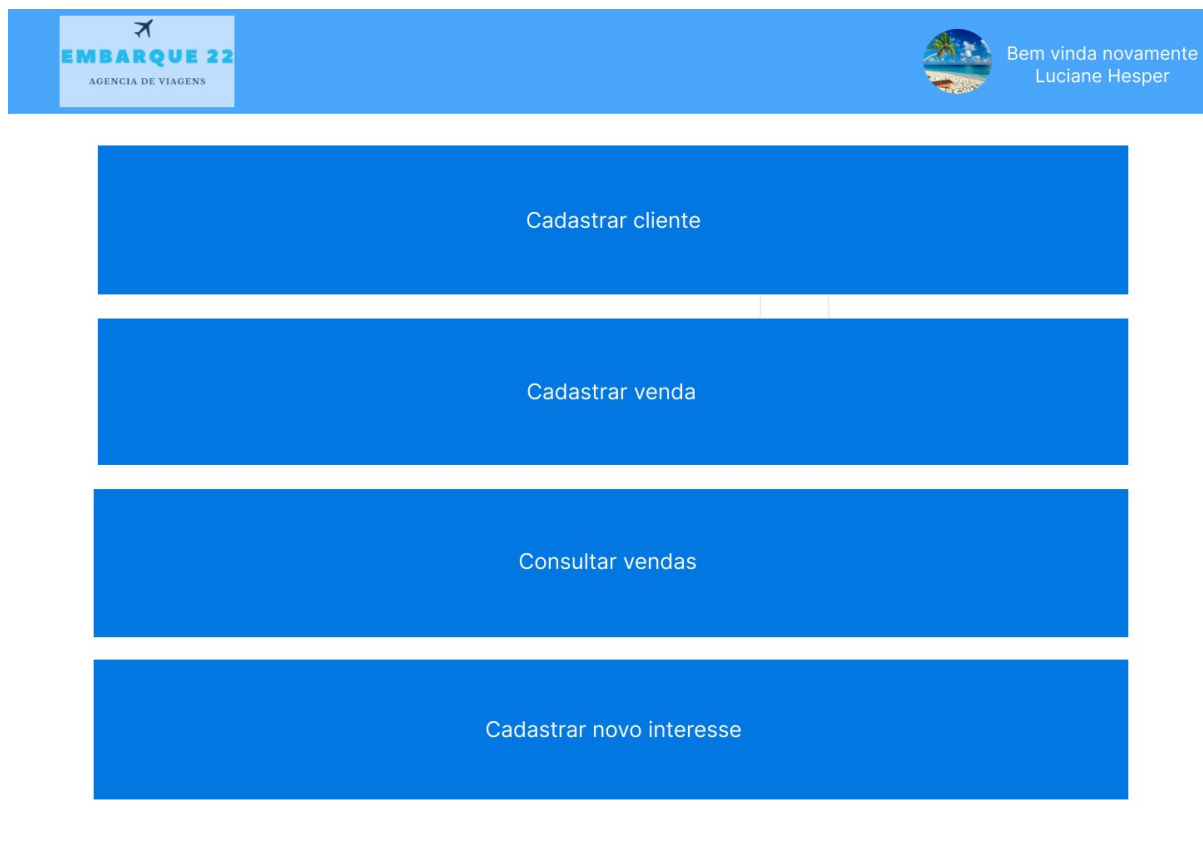 EMBARQUE 22
AGENCIA DE VIAGENS
Bem vinda novamente
Luciane Hesper
Cadastrar cliente
Cadastrar venda
Consultar vendas
Cadastrar novo interesse